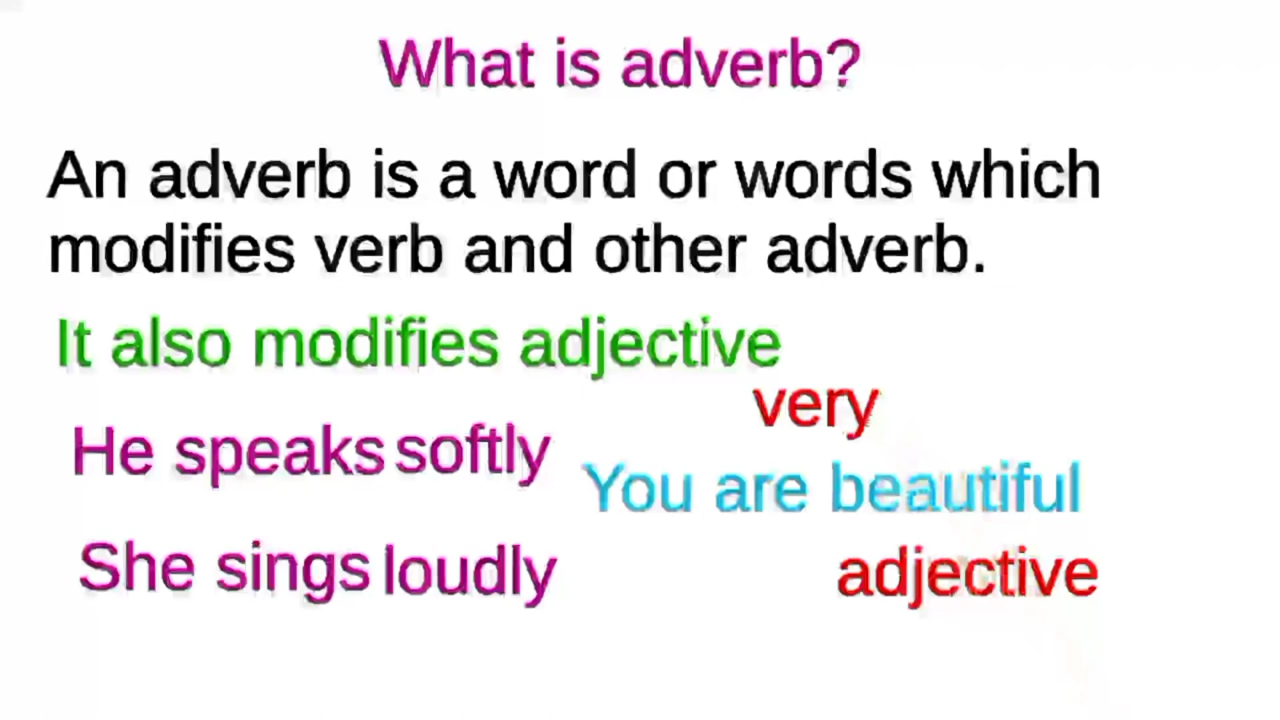 What is adverb?
An adverb is a word or words which
modifies verb and other adverb.
It also modifies adjective
very
He speaks softly
You are beautiful
She sings loudly
adjective